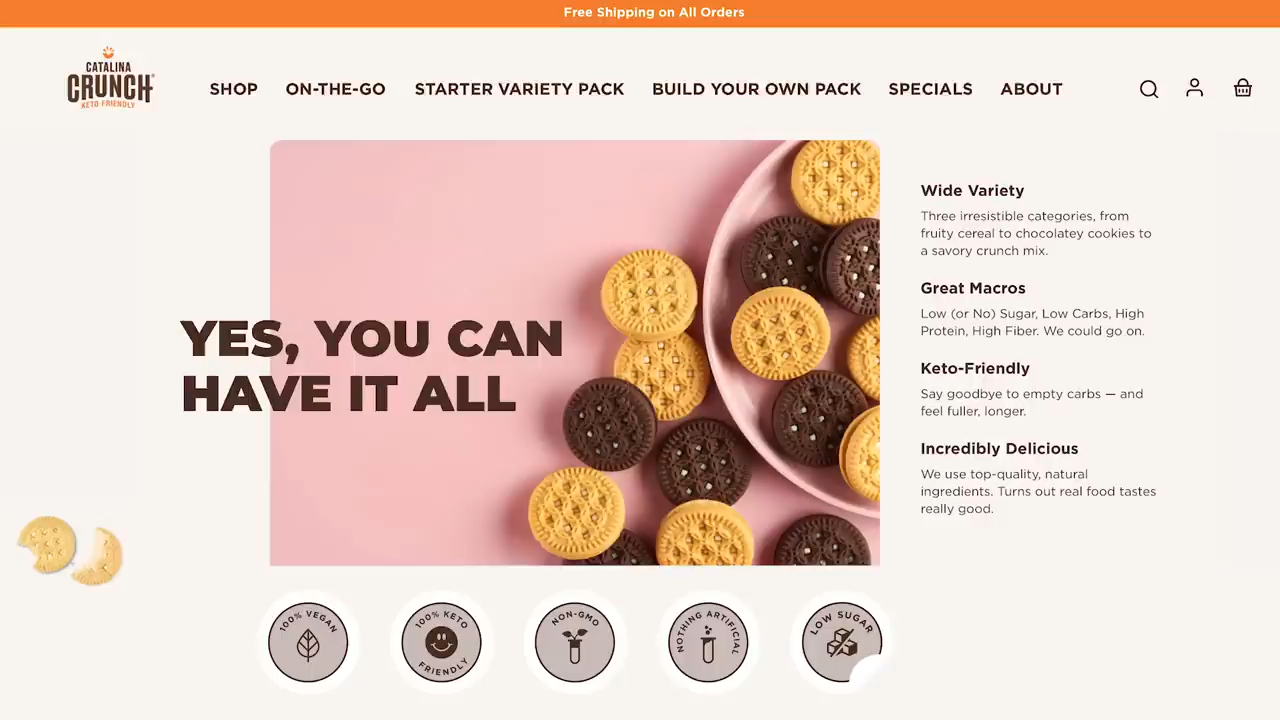 Free Shipping on All Orders
CATALINA
CRUNCH
KETO FRIENDLY
SHOP
ON-THE-GO
STARTER VARIETY PACK
BUILD YOUR OWN PACK
SPECIALS
ABOUT
YES, YOU CAN
HAVE IT ALL
Wide Variety
Three irresistible categories, from
fruity cereal to chocolatey cookies to
a savory crunch mix.
Great Macros
Low (or No) Sugar, Low Carbs, High
Protein, High Fiber. We could go on.
Keto-Friendly
Say goodbye to empty carbs — and
feel fuller, longer.
Incredibly Delicious
We use top-quality, natural
ingredients. Turns out real food tastes
really good.
100% VEGAN
100% KETO
FRIENDLY
NON-GMO
NOTHING ARTIFICIAL
LOW SUGAR